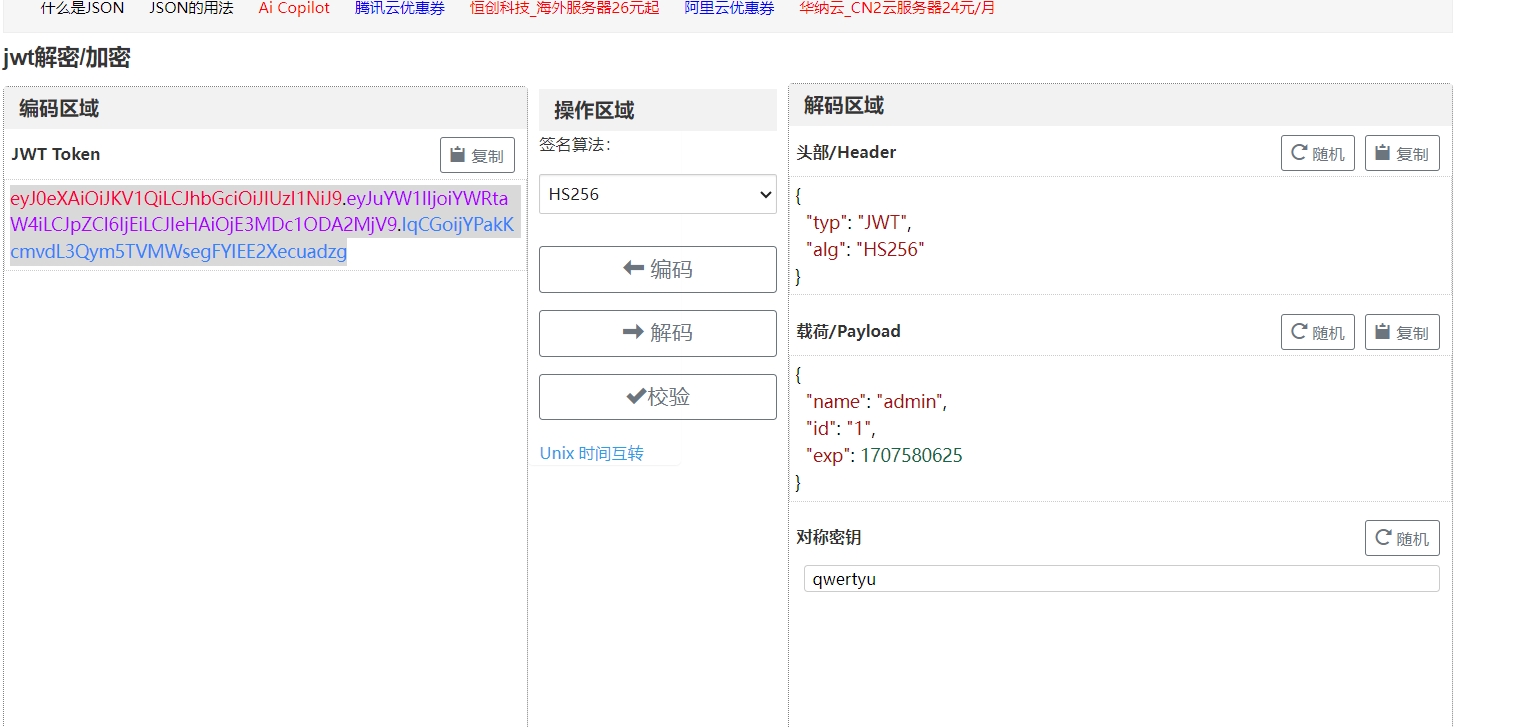 什么是JSON JSON的用法 Ai Copilot 腾讯云优惠券 恒创科技_海外服务器26元起 阿里云优惠券 华纳云_CN2云服务器24元/月
jwt解密/加密
编码区域
JWT Token 复制
eyJ0eXAiOiJKV1QiLCJhbGciOiJIUzI1NiJ9.eyJuYW1lIjoiYWRta
W4iLCJpZCI6IjEiLCJleHAiOjE3MDc1ODA2MjV9.IqCGoijYPakK
cmvdL3Qym5TVMWsegFYIEE2Xecuadzg
操作区域
签名算法：
HS256
编码
解码
校验
Unix 时间互转
解码区域
头部/Header 随机 复制
{
"typ": "JWT",
"alg": "HS256"
}
载荷/Payload 随机 复制
{
"name": "admin",
"id": "1",
"exp": 1707580625
}
对称密钥 随机
qwertyu